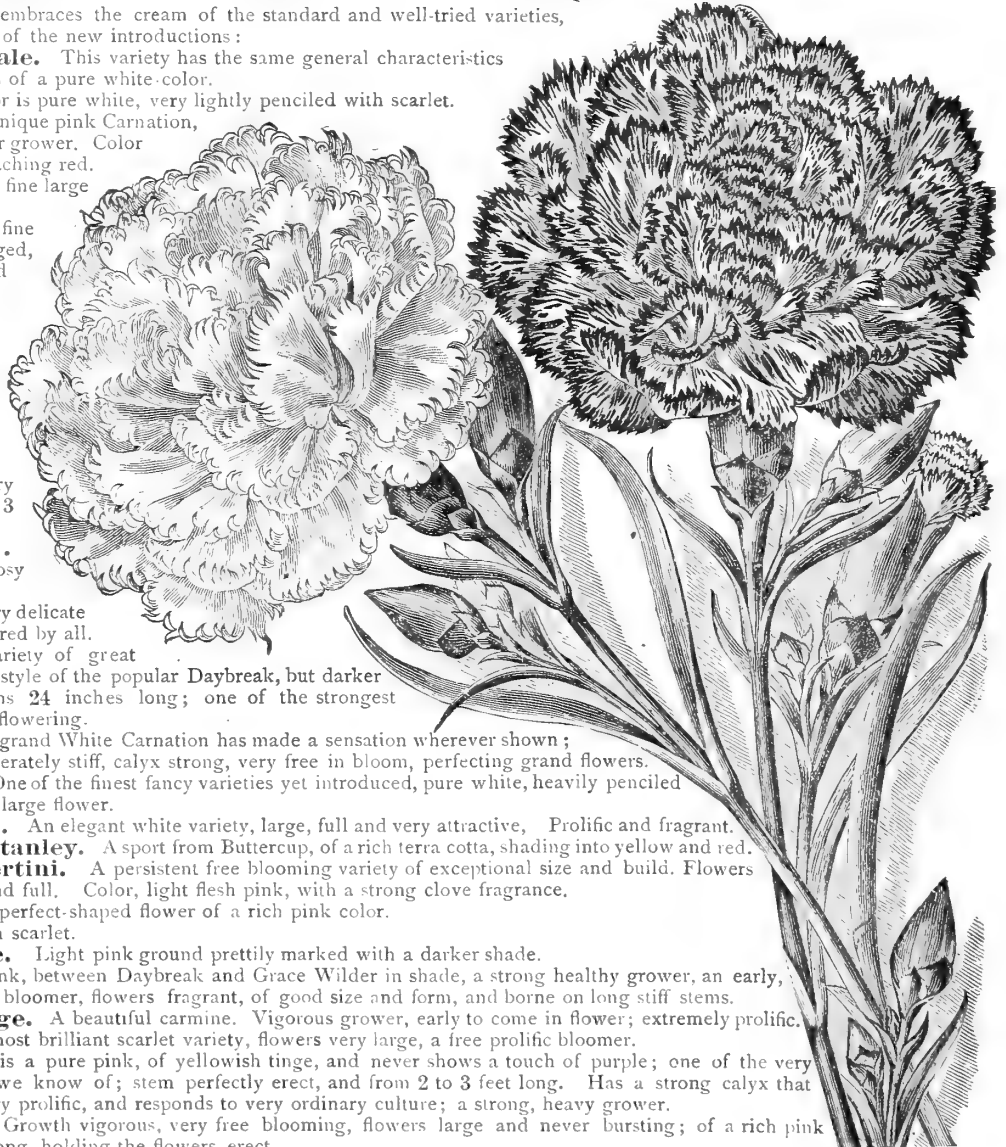 embraces the cream of the standard and well-tried varieties,
of the new introductions :
ale. This variety has the same general characteristics
of a pure white color.
r is pure white, very lightly penciled with scarlet.
nique pink Carnation,
r grower. Color
ching red.
fine large
fine
ged,
d
ry
3
.
osy
ry delicate
red by all.
ariety of great
style of the popular Daybreak, but darker
ns 24 inches long; one of the strongest
flowering.
grand White Carnation has made a sensation wherever shown ;
erately stiff, calyx strong, very free in bloom, perfecting grand flowers.
One of the finest fancy varieties yet introduced, pure white, heavily penciled
large flower.
. An elegant white variety, large, full and very attractive, Prolific and fragrant.
tanley. A sport from Buttercup, of a rich terra cotta, shading into yellow and red.
ertini. A persistent free blooming variety of exceptional size and build. Flowers
nd full. Color, light flesh pink, with a strong clove fragrance.
perfect-shaped flower of a rich pink color.
n scarlet.
e. Light pink ground prettily marked with a darker shade.
nk, between Daybreak and Grace Wilder in shade, a strong healthy grower, an early,
bloomer, flowers fragrant, of good size and form, and borne on long stiff stems.
ge. A beautiful carmine. Vigorous grower, early to come in flower; extremely prolific.
nost brilliant scarlet variety, flowers very large, a free prolific bloomer.
is a pure pink, of yellowish tinge, and never shows a touch of purple; one of the very
we know of; stem perfectly erect, and from 2 to 3 feet long. Has a strong calyx that
y prolific, and responds to very ordinary culture; a strong, heavy grower.
Growth vigorous, very free blooming, flowers large and never bursting; of a rich pink
ong, holding the flowers erect